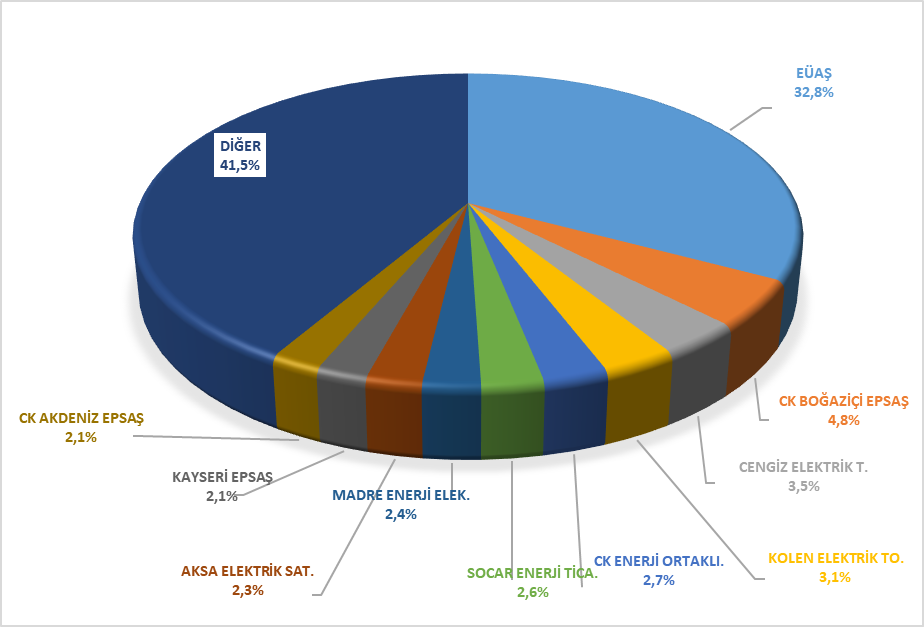 EÜAŞ
32,8%
DİĞER
41,5%
CK BOĞAZİÇİ EPSAŞ
4,8%
CK AKDENİZ EPSAŞ
2,1%
CENGİZ ELEKTRİK T.
3,5%
KAYSERİ EPSAŞ
2,1%
MADRE ENERJİ ELEK.
2,4%
KOLEN ELEKTRİK TO.
3,1%
CK ENERJİ ORTAKLI.
2,7%
SOCAR ENERJİ TİCA.
2,6%
AKSA ELEKTRİK SAT.
2,3%